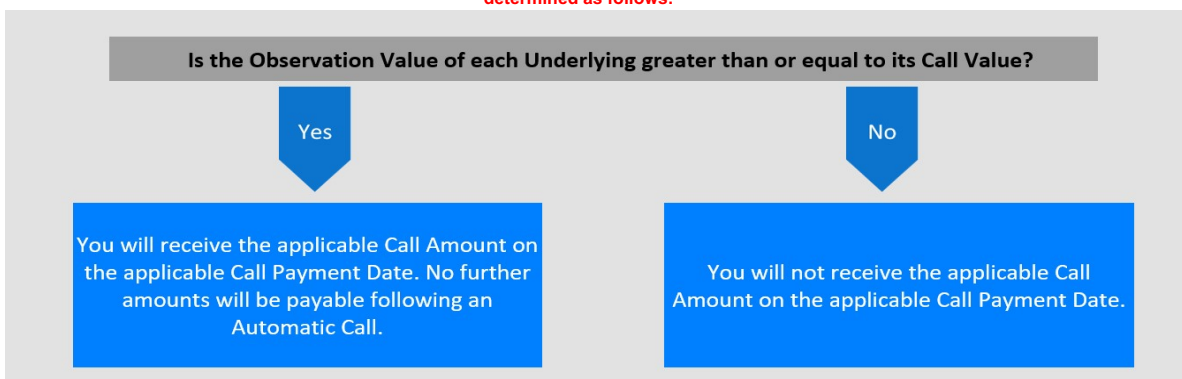 determined as follows:
Is the Observation Value of each Underlying greater than or equal to its Call Value?
Yes
No
You will receive the applicable Call Amount on
the applicable Call Payment Date. No further
amounts will be payable following an
Automatic Call.
You will not receive the applicable Call
Amount on the applicable Call Payment Date.